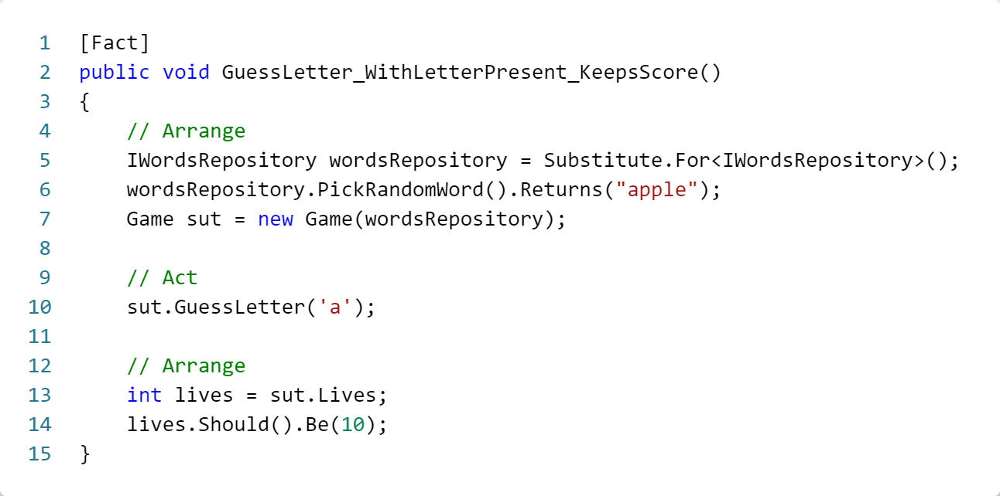 1 [Fact]
2 public void GuessLetter_WithLetterPresent_KeepsScore()
3 {
4     // Arrange
5     IWordsRepository wordsRepository = Substitute.For<IWordsRepository>();
6     wordsRepository.PickRandomWord().Returns("apple");
7     Game sut = new Game(wordsRepository);
8
9     // Act
10     sut.GuessLetter('a');
11
12     // Arrange
13     int lives = sut.Lives;
14     lives.Should().Be(10);
15 }